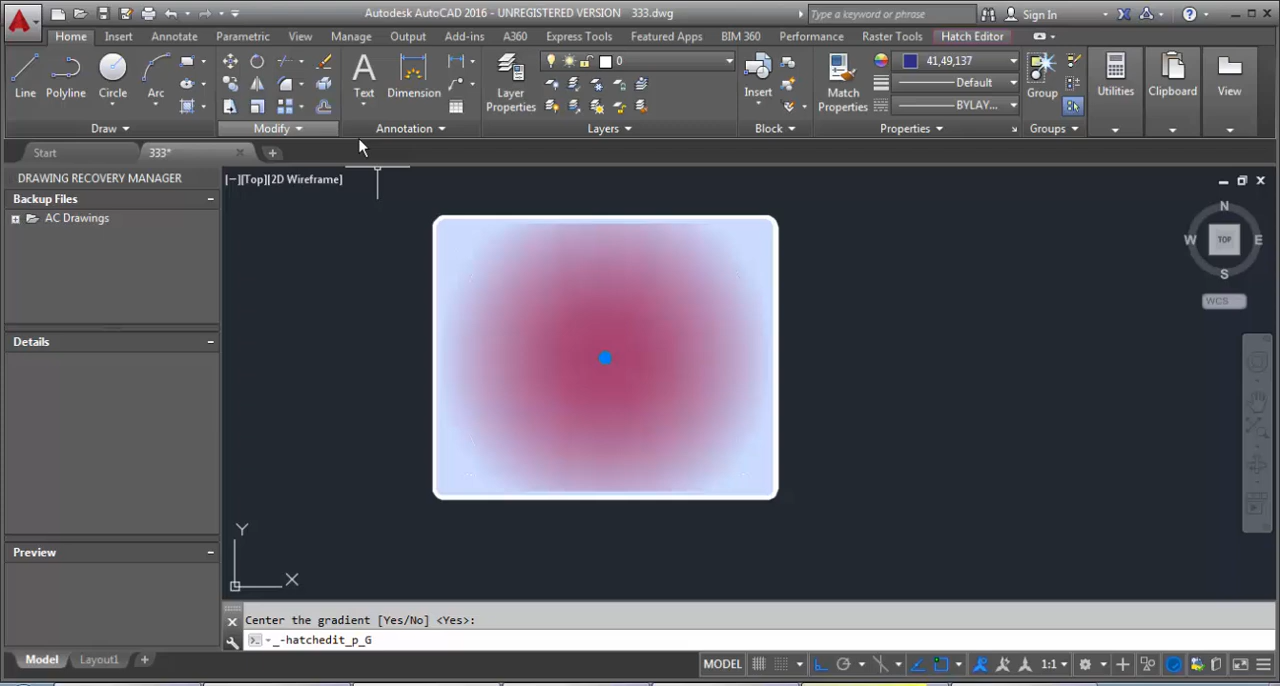 Autodesk AutoCAD 2016 - UNREGISTERED VERSION 333.dwg
Type a keyword or phrase
Sign In
Home Insert Annotate Parametric View Manage Output Add-ins A360 Express Tools Featured Apps BIM 360 Performance Raster Tools Hatch Editor
0
41,49,137
Default
BYLAY...
Line Polyline Circle Arc Text Dimension Layer Properties Insert Match Properties Group Utilities Clipboard View
Draw Modify Annotation Layers Block Properties Groups
Start 333*
DRAWING RECOVERY MANAGER
[−][Top][2D Wireframe]
Backup Files
AC Drawings
N
W TOP E
S
WCS
Details
Preview
Y
X
Center the gradient [Yes/No] <Yes>:
_-hatchedit_p_G
Model Layout1
MODEL 1:1